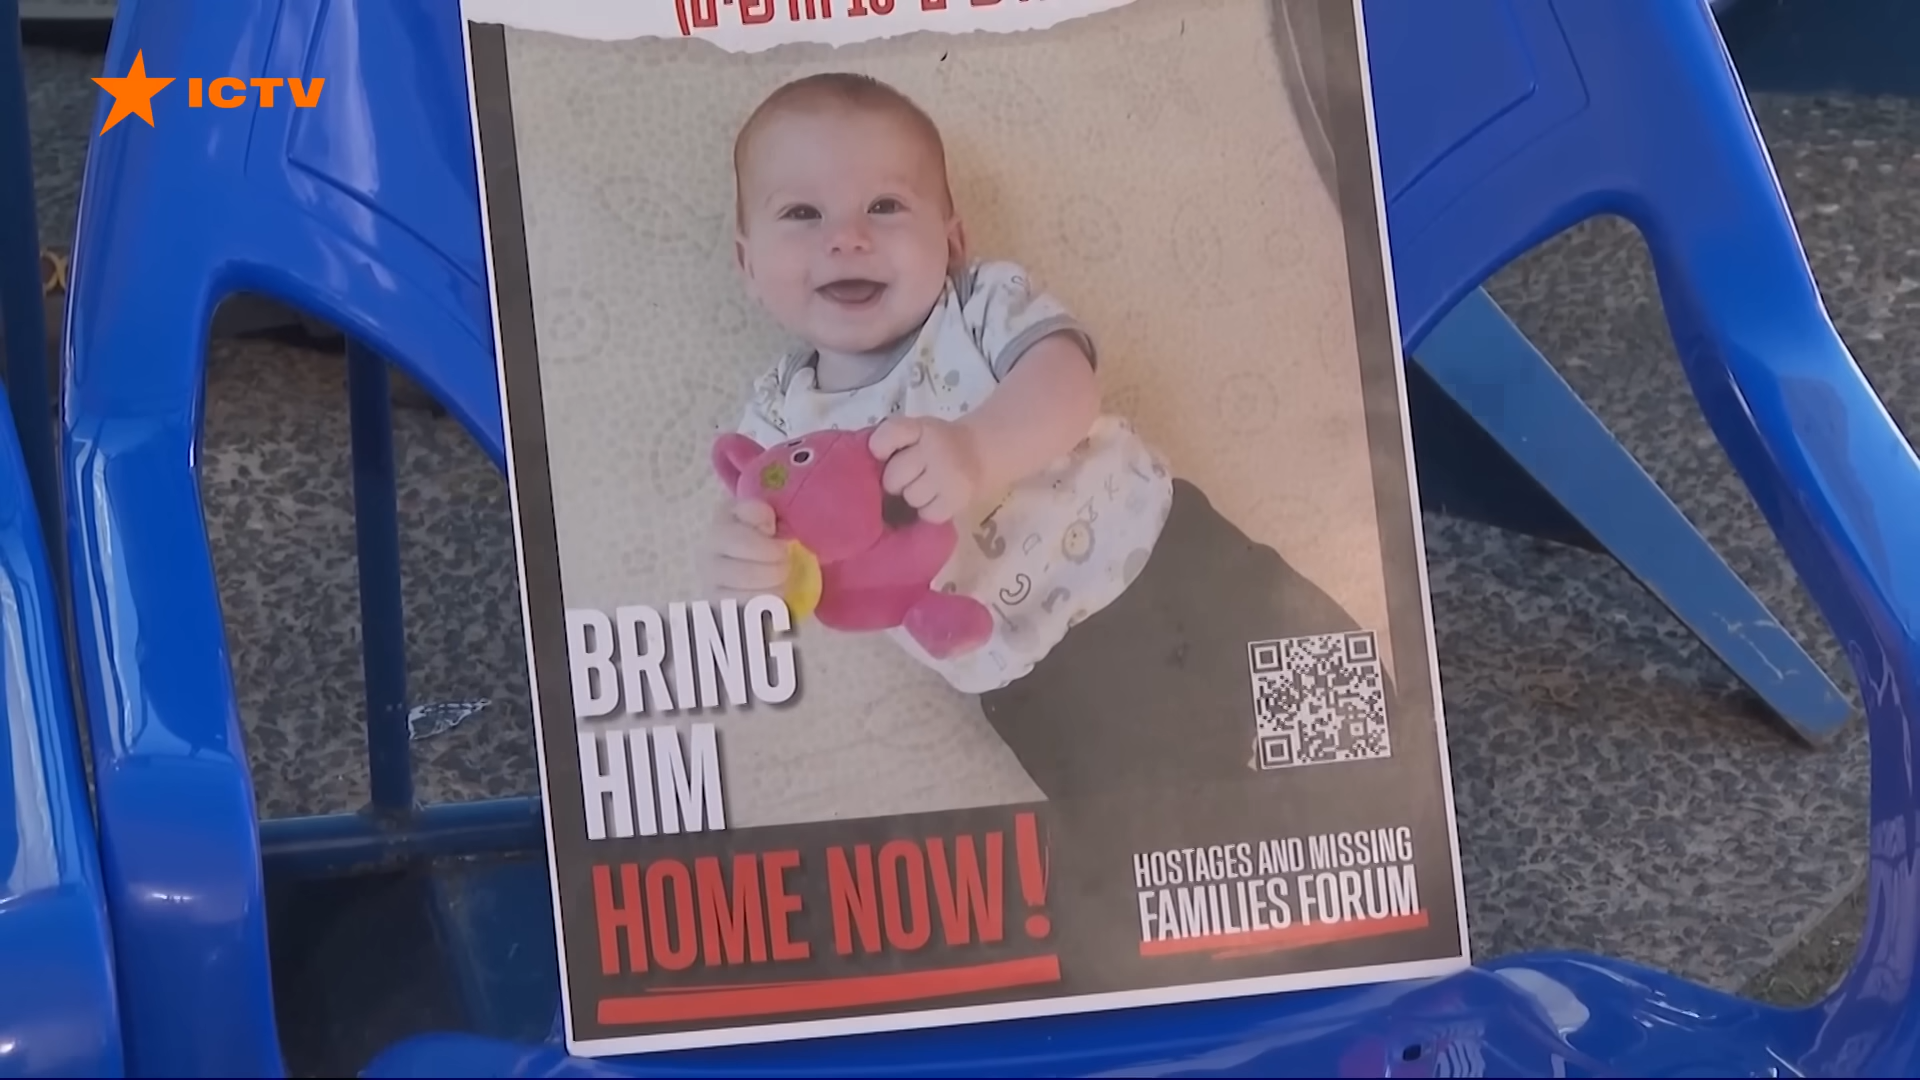 ICTV
BRING
HIM
HOME NOW!
HOSTAGES AND MISSING
FAMILIES FORUM